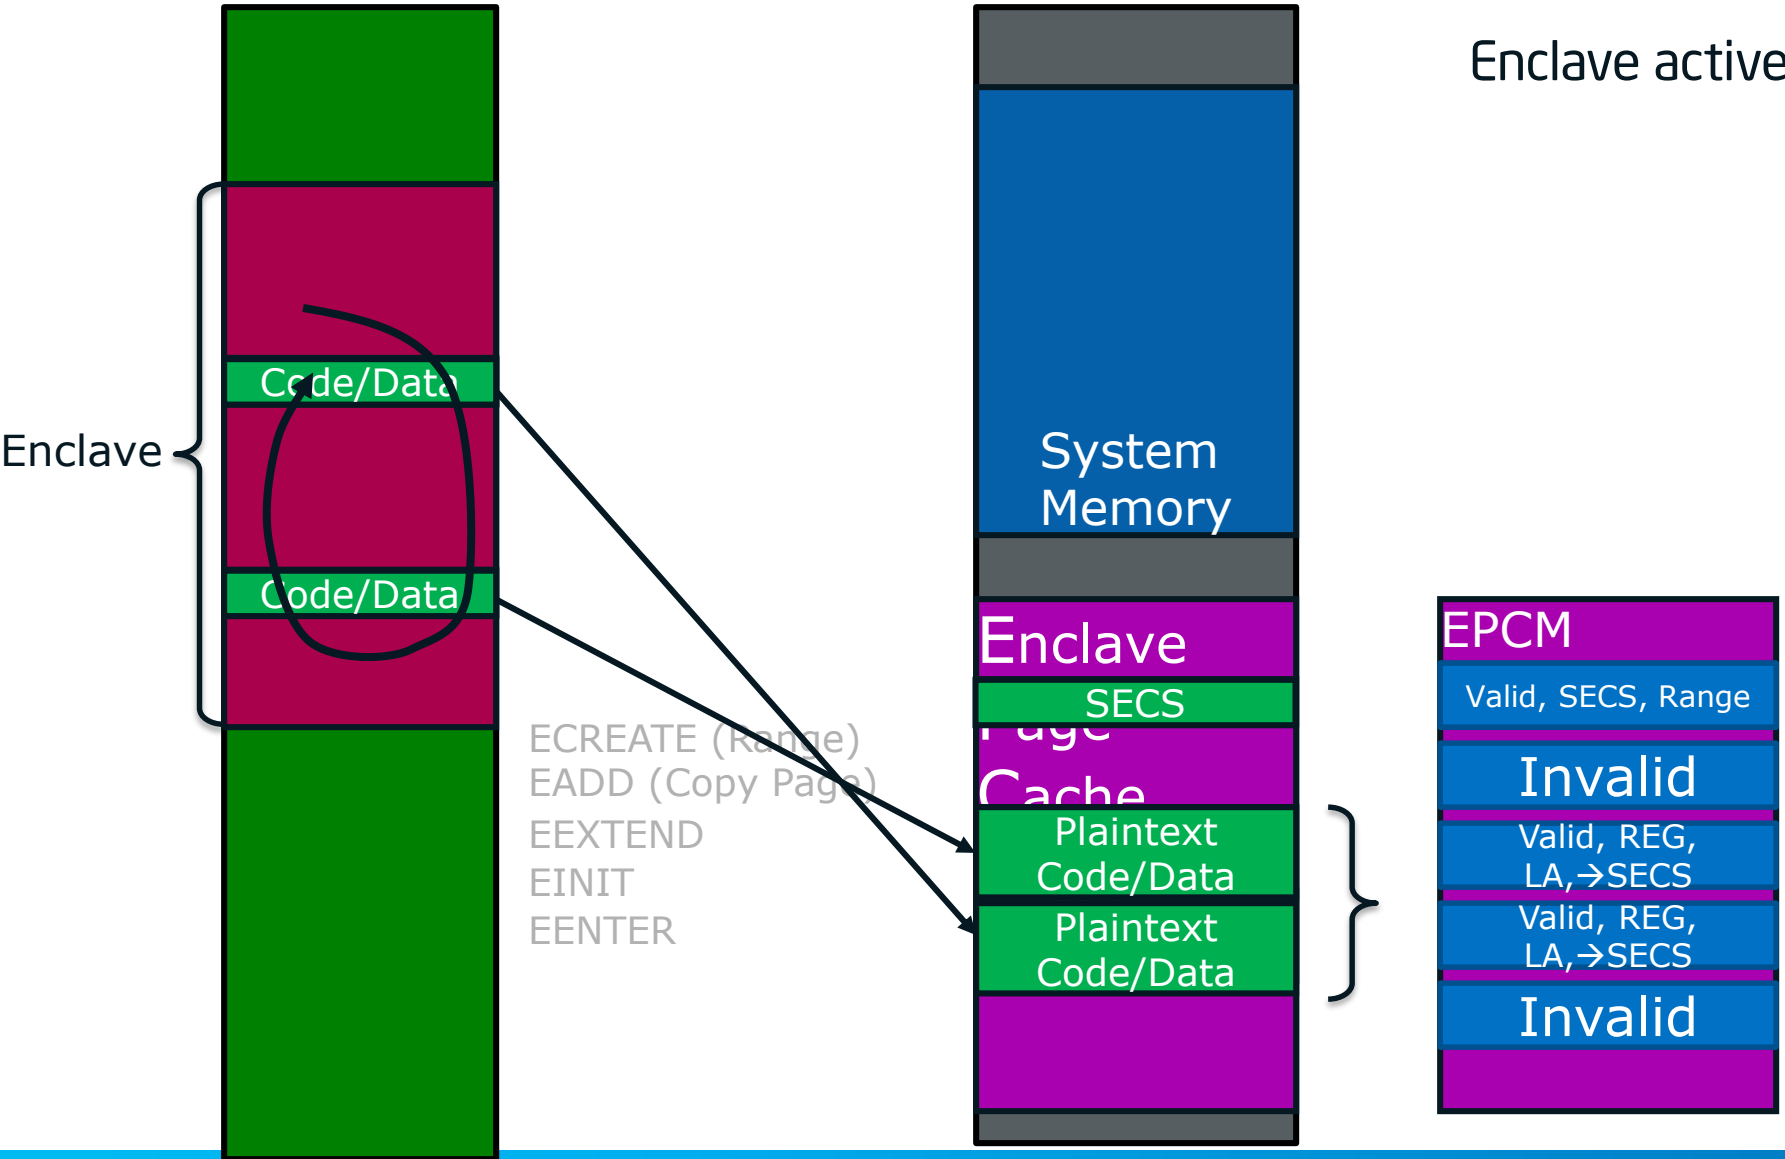 Enclave active
Code/Data
Enclave
Code/Data
ECREATE (Range)
EADD (Copy Page)
EEXTEND
EINIT
EENTER
System
Memory
Enclave
SECS
Page
Cache
Plaintext
Code/Data
Plaintext
Code/Data
EPCM
Valid, SECS, Range
Invalid
Valid, REG,
LA,→SECS
Valid, REG,
LA,→SECS
Invalid